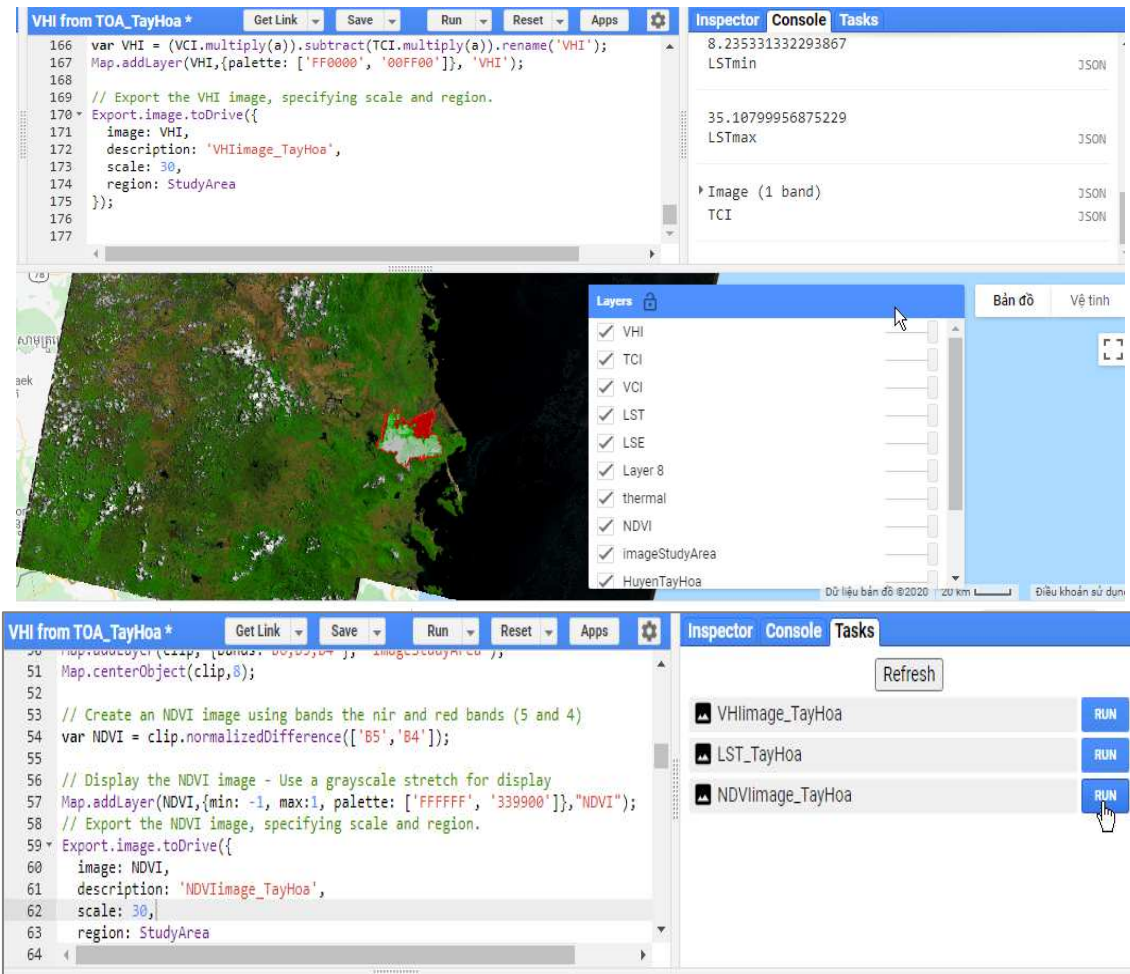 VHI from TOA_TayHoa * Get Link Save Run Reset Apps
166 var VHI = (VCI.multiply(a)).subtract(TCI.multiply(a)).rename('VHI');
167 Map.addLayer(VHI,{palette: ['FF0000', '00FF00']}, 'VHI');
168
169 // Export the VHI image, specifying scale and region.
170 Export.image.toDrive({
171 image: VHI,
172 description: 'VHIimage_TayHoa',
173 scale: 30,
174 region: StudyArea
175 });
176
177
Inspector Console Tasks
8.235331332293867
LSTmin JSON
35.10799956875229
LSTmax JSON
Image (1 band) JSON
TCI JSON
78
aek
Layers
VHI
TCI
VCI
LST
LSE
Layer 8
thermal
NDVI
imageStudyArea
HuyenTayHoa
Bản đồ Vệ tinh
Dữ liệu bản đồ ©2020 20 km Điều khoản sử dụng
VHI from TOA_TayHoa * Get Link Save Run Reset Apps
51 Map.centerObject(clip,8);
52
53 // Create an NDVI image using bands the nir and red bands (5 and 4)
54 var NDVI = clip.normalizedDifference(['B5','B4']);
55
56 // Display the NDVI image - Use a grayscale stretch for display
57 Map.addLayer(NDVI,{min: -1, max:1, palette: ['FFFFFF', '339900']},"NDVI");
58 // Export the NDVI image, specifying scale and region.
59 Export.image.toDrive({
60 image: NDVI,
61 description: 'NDVIimage_TayHoa',
62 scale: 30,
63 region: StudyArea
64
Inspector Console Tasks
Refresh
VHIimage_TayHoa RUN
LST_TayHoa RUN
NDVIimage_TayHoa RUN